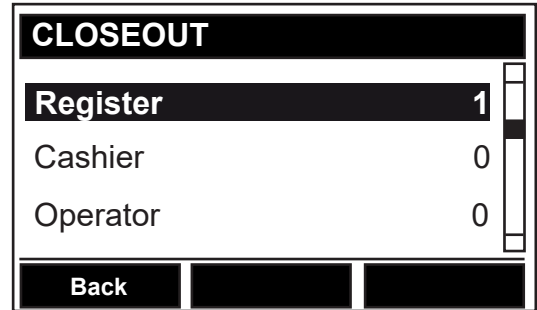 CLOSEOUT
Register 1
Cashier 0
Operator 0
Back